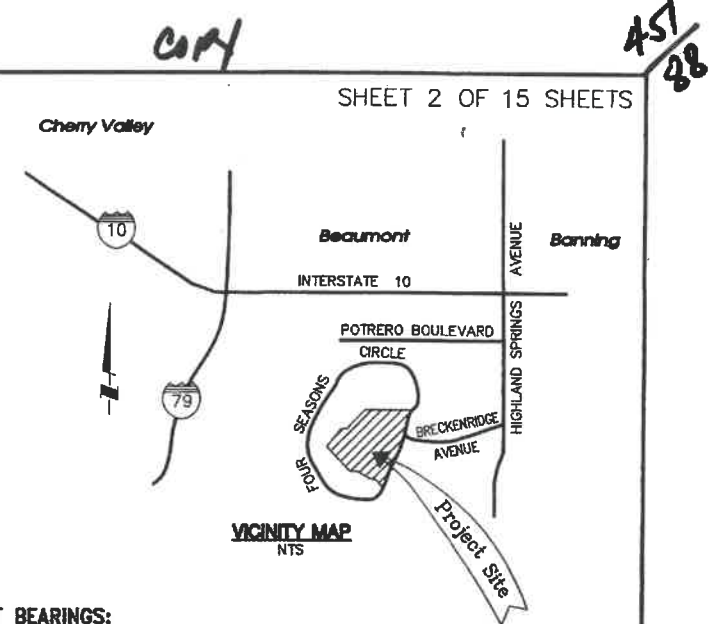 COPY
451
88
SHEET 2 OF 15 SHEETS
Cherry Valley
10
Beaumont
AVENUE
Banning
INTERSTATE 10
HIGHLAND SPRINGS
POTRERO BOULEVARD
CIRCLE
N
79
SEASONS
FOUR
BRECKENRIDGE
AVENUE
VICINITY MAP
NTS
Project Site
BEARINGS: